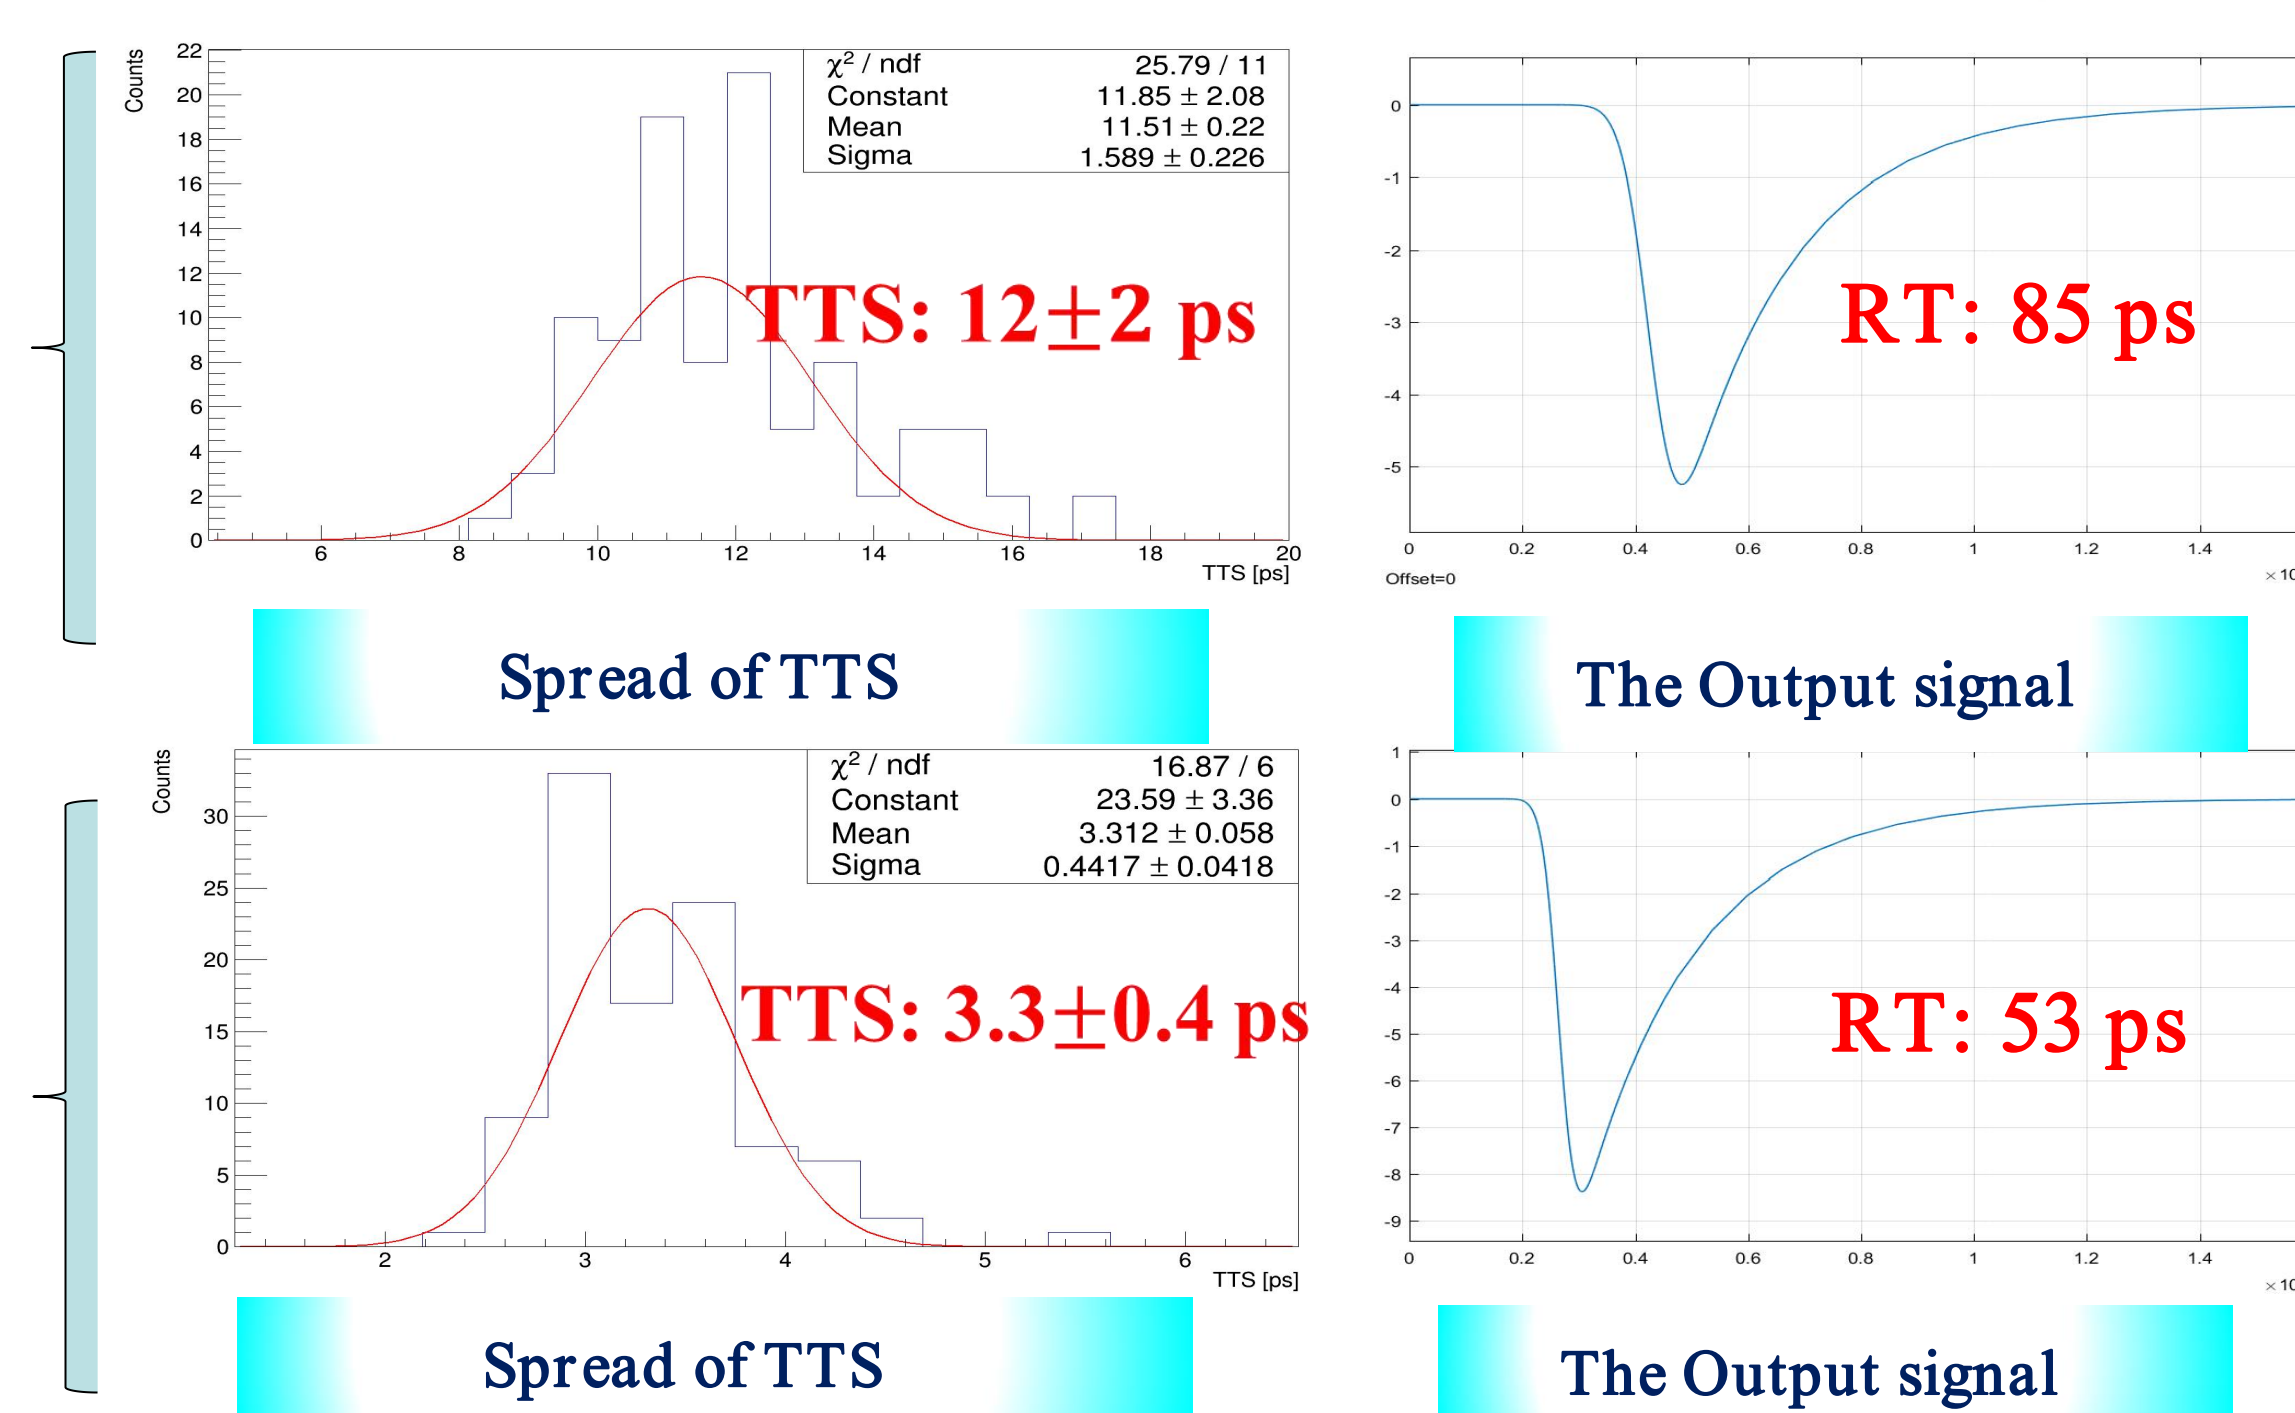 Counts
22
20
18
16
14
12
10
8
6
4
2
0
χ² / ndf 25.79 / 11
Constant 11.85 ± 2.08
Mean 11.51 ± 0.22
Sigma 1.589 ± 0.226
TTS: 12±2 ps
6 8 10 12 14 16 18 20
TTS [ps]
0
-1
-2
-3
-4
-5
RT: 85 ps
0 0.2 0.4 0.6 0.8 1 1.2 1.4
Offset=0
×10
Spread of TTS
The Output signal
Counts
30
25
20
15
10
5
0
χ² / ndf 16.87 / 6
Constant 23.59 ± 3.36
Mean 3.312 ± 0.058
Sigma 0.4417 ± 0.0418
TTS: 3.3±0.4 ps
2 3 4 5 6
TTS [ps]
1
0
-1
-2
-3
-4
-5
-6
-7
-8
-9
RT: 53 ps
0 0.2 0.4 0.6 0.8 1 1.2 1.4
×10
Spread of TTS
The Output signal